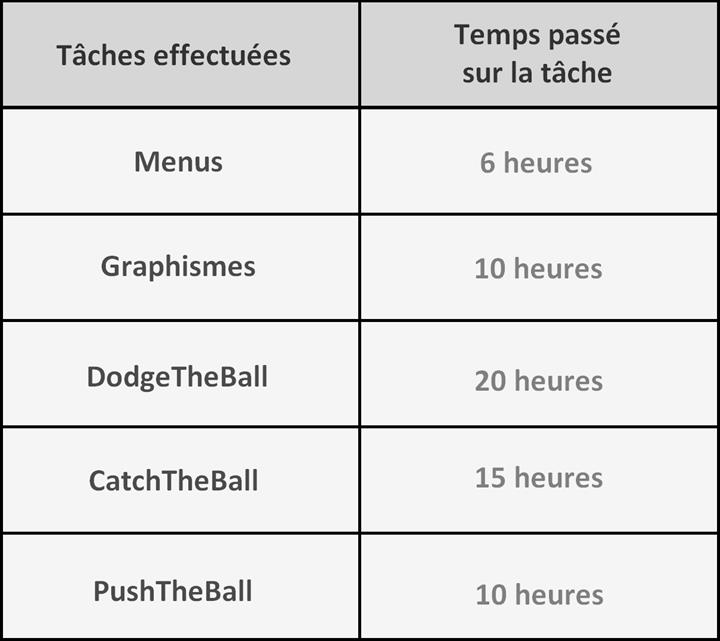 Tâches effectuées
Temps passé
sur la tâche
Menus
6 heures
Graphismes
10 heures
DodgeTheBall
20 heures
CatchTheBall
15 heures
PushTheBall
10 heures